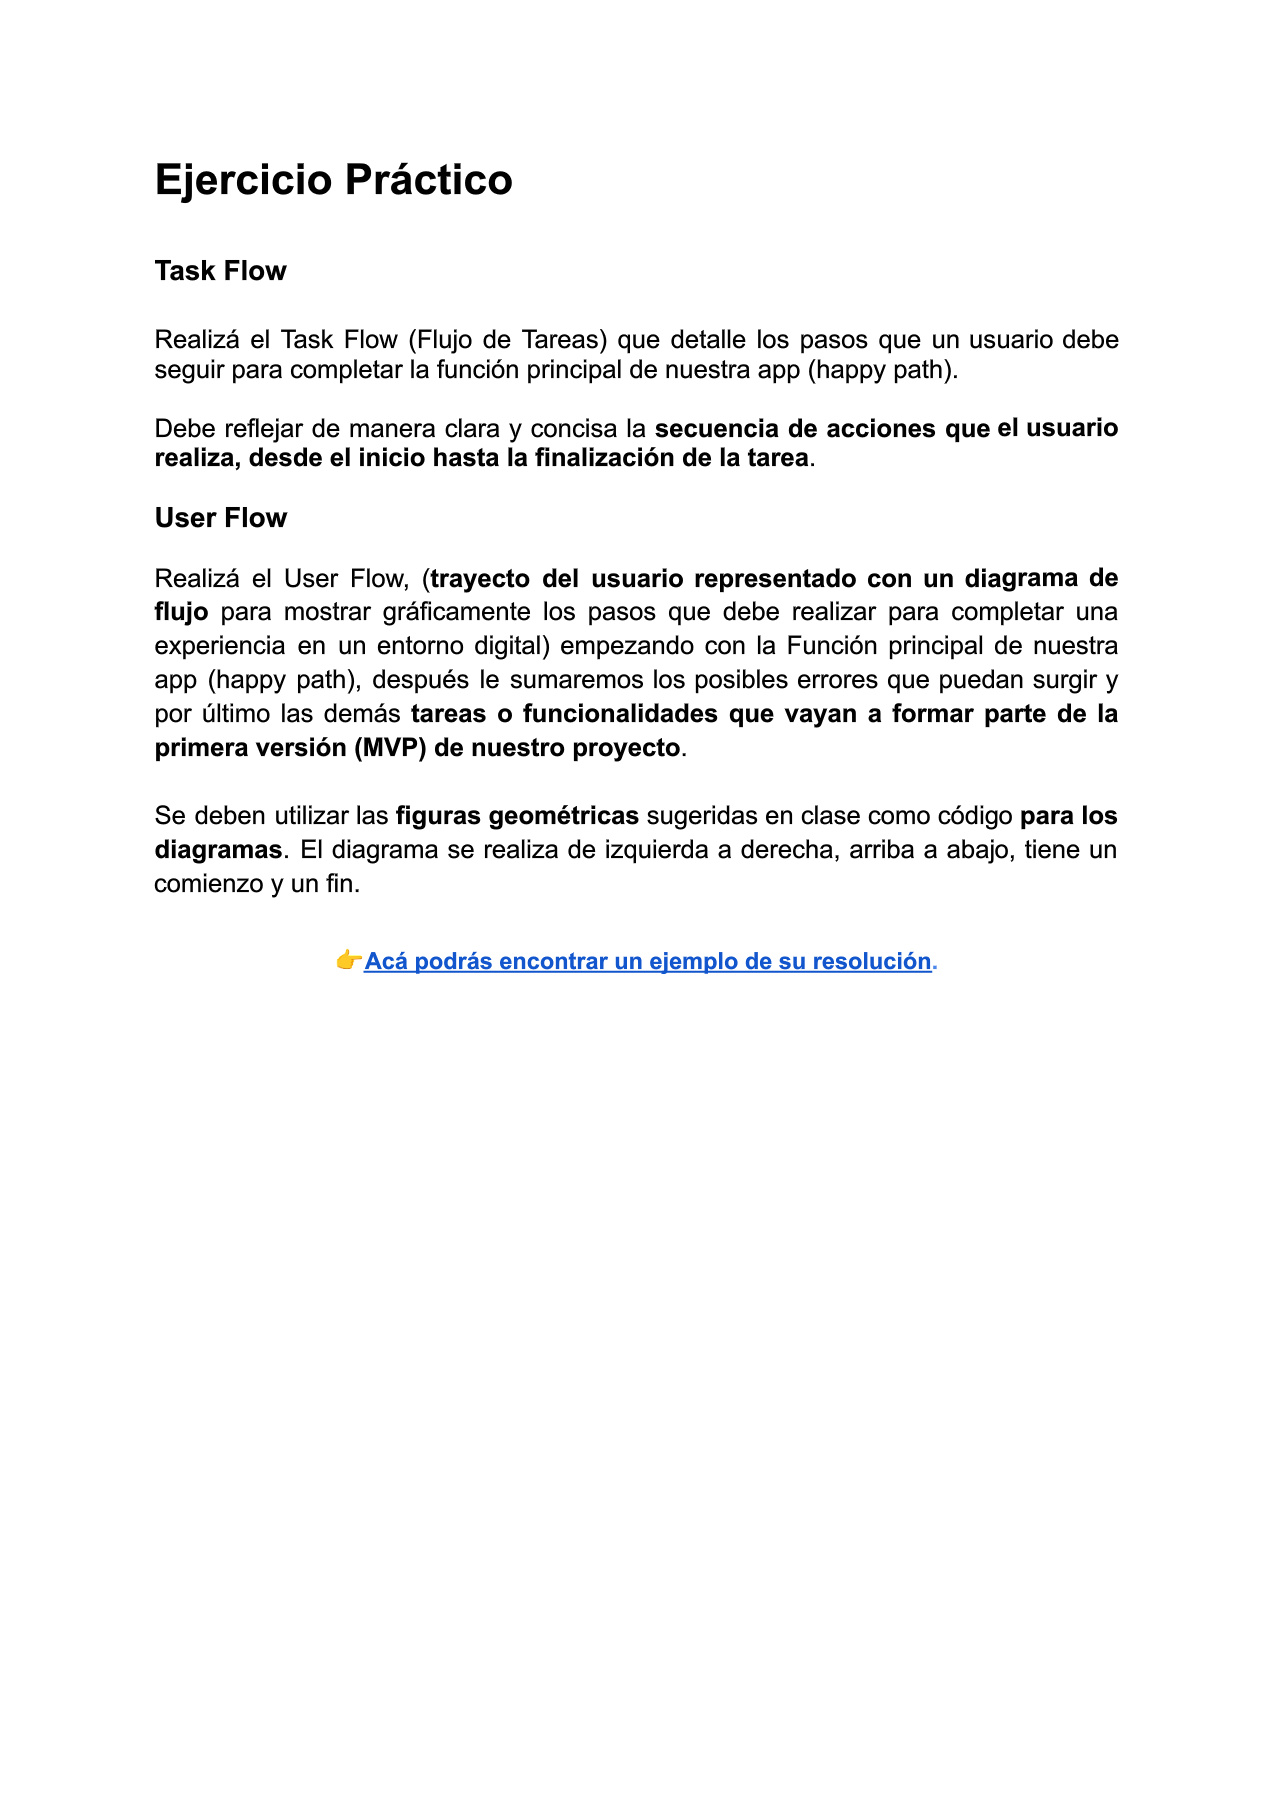 Ejercicio Práctico
Task Flow
Realizá el Task Flow (Flujo de Tareas) que detalle los pasos que un usuario debe
seguir para completar la función principal de nuestra app (happy path).
Debe reflejar de manera clara y concisa la secuencia de acciones que el usuario
realiza, desde el inicio hasta la finalización de la tarea.
User Flow
Realizá el User Flow, (trayecto del usuario representado con un diagrama de
flujo para mostrar gráficamente los pasos que debe realizar para completar una
experiencia en un entorno digital) empezando con la Función principal de nuestra
app (happy path), después le sumaremos los posibles errores que puedan surgir y
por último las demás tareas o funcionalidades que vayan a formar parte de la
primera versión (MVP) de nuestro proyecto.
Se deben utilizar las figuras geométricas sugeridas en clase como código para los
diagramas. El diagrama se realiza de izquierda a derecha, arriba a abajo, tiene un
comienzo y un fin.
👉Acá podrás encontrar un ejemplo de su resolución.